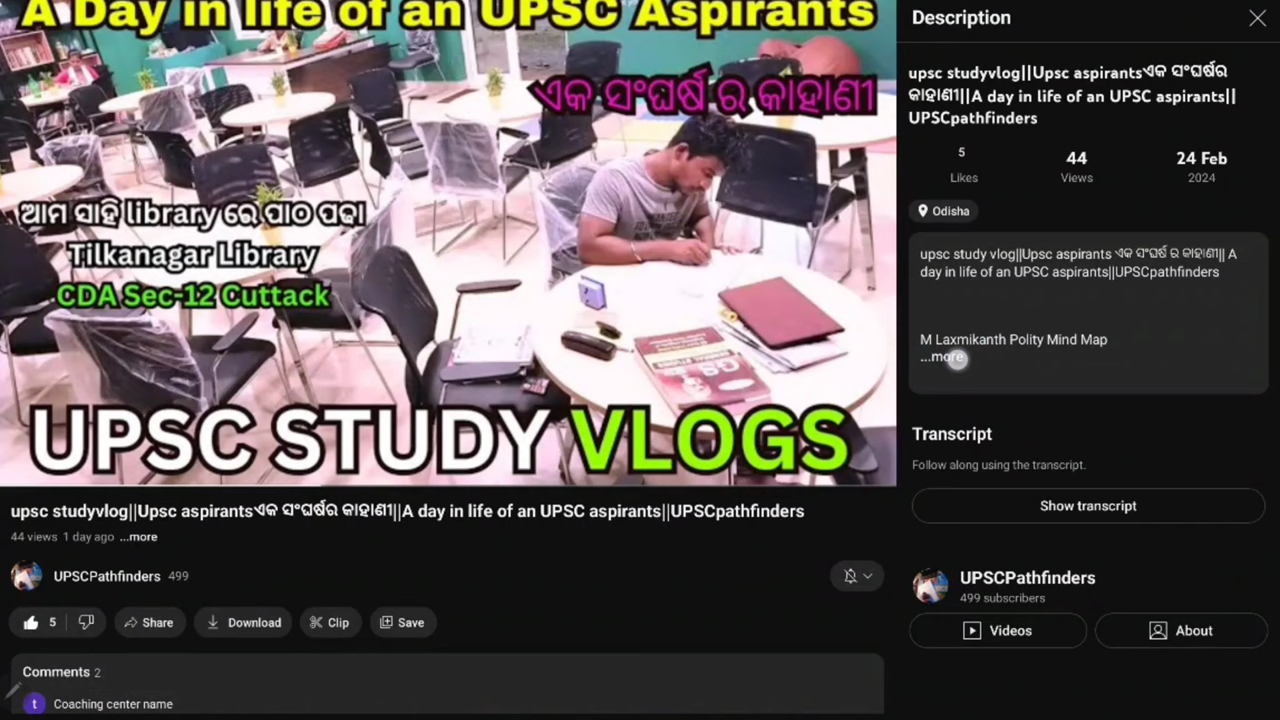 A Day in life of an UPSC Aspirants
ଏକ ସଂଘର୍ଷ ର କାହାଣୀ
ଆମ ସାହି library ରେ ପାଠ ପଢା
Tilkanagar Library
CDA Sec-12 Cuttack
GS
UPSC STUDY VLOGS
upsc studyvlog||Upsc aspirantsଏକ ସଂଘର୍ଷର କାହାଣୀ||A day in life of an UPSC aspirants||UPSCpathfinders
44 views 1 day ago ...more
UPSCPathfinders 499
5
Share
Download
Clip
Save
Comments 2
t
Coaching center name
Description
upsc studyvlog||Upsc aspirantsଏକ ସଂଘର୍ଷର
କାହାଣୀ||A day in life of an UPSC aspirants||
UPSCpathfinders
5 44 24 Feb
Likes Views 2024
Odisha
upsc study vlog||Upsc aspirants ଏକ ସଂଘର୍ଷ ର କାହାଣୀ|| A
day in life of an UPSC aspirants||UPSCpathfinders
M Laxmikanth Polity Mind Map
...more
Transcript
Follow along using the transcript.
Show transcript
UPSCPathfinders
499 subscribers
Videos
About